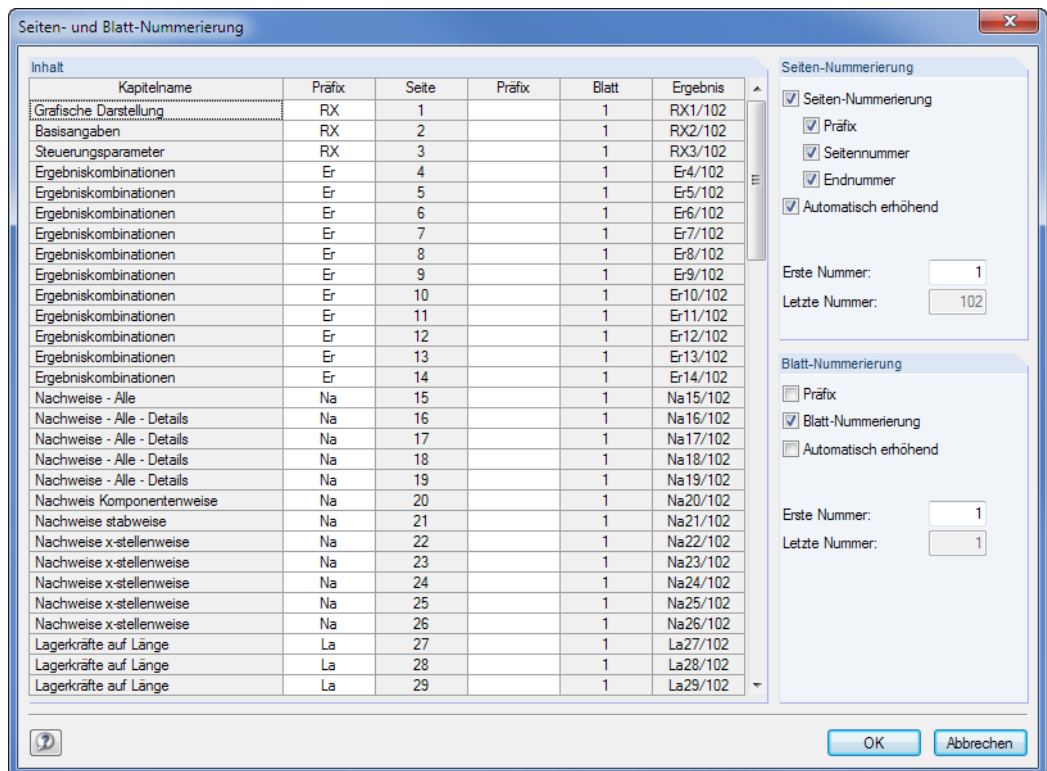 Seiten- und Blatt-Nummerierung
Inhalt
Kapitelname Präfix Seite Präfix Blatt Ergebnis
Grafische Darstellung RX 1 1 RX1/102
Basisangaben RX 2 1 RX2/102
Steuerungsparameter RX 3 1 RX3/102
Ergebniskombinationen Er 4 1 Er4/102
Ergebniskombinationen Er 5 1 Er5/102
Ergebniskombinationen Er 6 1 Er6/102
Ergebniskombinationen Er 7 1 Er7/102
Ergebniskombinationen Er 8 1 Er8/102
Ergebniskombinationen Er 9 1 Er9/102
Ergebniskombinationen Er 10 1 Er10/102
Ergebniskombinationen Er 11 1 Er11/102
Ergebniskombinationen Er 12 1 Er12/102
Ergebniskombinationen Er 13 1 Er13/102
Ergebniskombinationen Er 14 1 Er14/102
Nachweise - Alle Na 15 1 Na15/102
Nachweise - Alle - Details Na 16 1 Na16/102
Nachweise - Alle - Details Na 17 1 Na17/102
Nachweise - Alle - Details Na 18 1 Na18/102
Nachweise - Alle - Details Na 19 1 Na19/102
Nachweis Komponentenweise Na 20 1 Na20/102
Nachweise stabweise Na 21 1 Na21/102
Nachweise x-stellenweise Na 22 1 Na22/102
Nachweise x-stellenweise Na 23 1 Na23/102
Nachweise x-stellenweise Na 24 1 Na24/102
Nachweise x-stellenweise Na 25 1 Na25/102
Nachweise x-stellenweise Na 26 1 Na26/102
Lagerkräfte auf Länge La 27 1 La27/102
Lagerkräfte auf Länge La 28 1 La28/102
Lagerkräfte auf Länge La 29 1 La29/102
Seiten-Nummerierung
Seiten-Nummerierung
Präfix
Seitennummer
Endnummer
Automatisch erhöhend
Erste Nummer: 1
Letzte Nummer: 102
Blatt-Nummerierung
Präfix
Blatt-Nummerierung
Automatisch erhöhend
Erste Nummer: 1
Letzte Nummer: 1
OK Abbrechen